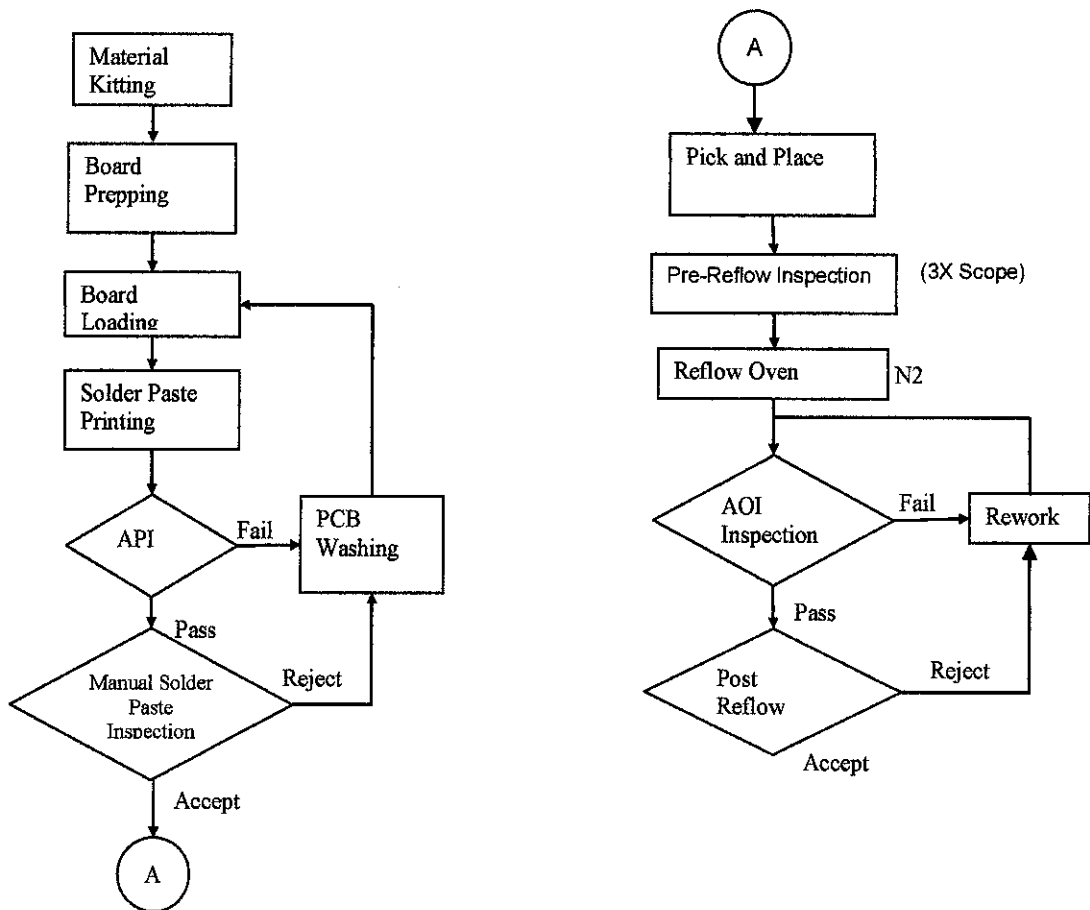 Material
Kitting
Board
Prepping
Board
Loading
Solder Paste
Printing
API
Fail
PCB
Washing
Pass
Manual Solder
Paste
Inspection
Reject
Accept
A
A
Pick and Place
Pre-Reflow Inspection
(3X Scope)
Reflow Oven
N2
AOI
Inspection
Fail
Rework
Pass
Post
Reflow
Reject
Accept